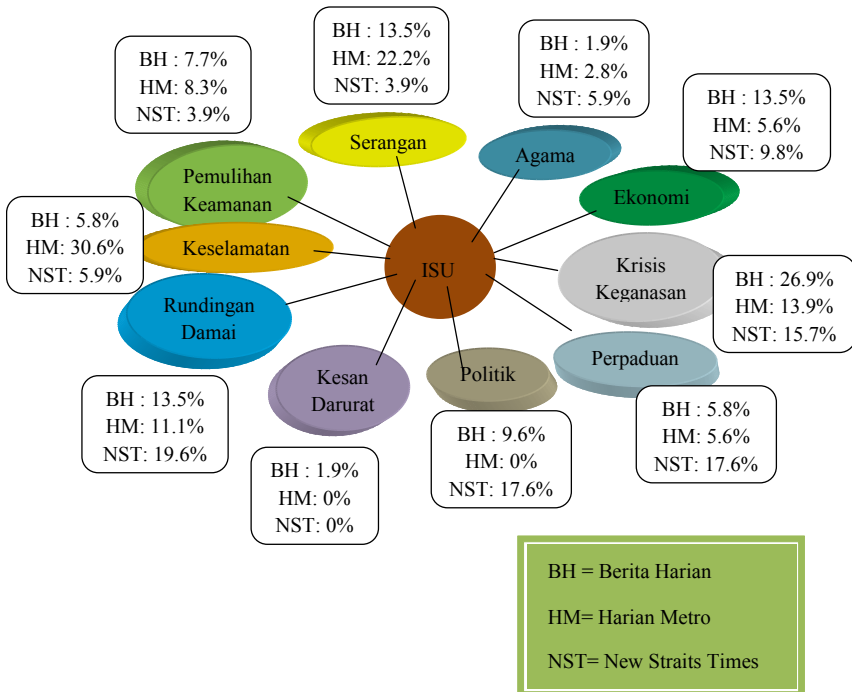 BH : 7.7%
HM: 8.3%
NST: 3.9%
BH : 13.5%
HM: 22.2%
NST: 3.9%
BH : 1.9%
HM: 2.8%
NST: 5.9%
BH : 13.5%
HM: 5.6%
NST: 9.8%
Serangan
Agama
Pemulihan
Keamanan
Ekonomi
BH : 5.8%
HM: 30.6%
NST: 5.9%
Keselamatan
ISU
Krisis
Keganasan
BH : 26.9%
HM: 13.9%
NST: 15.7%
Rundingan
Damai
Kesan
Darurat
Politik
Perpaduan
BH : 13.5%
HM: 11.1%
NST: 19.6%
BH : 1.9%
HM: 0%
NST: 0%
BH : 9.6%
HM: 0%
NST: 17.6%
BH : 5.8%
HM: 5.6%
NST: 17.6%
BH = Berita Harian
HM= Harian Metro
NST= New Straits Times